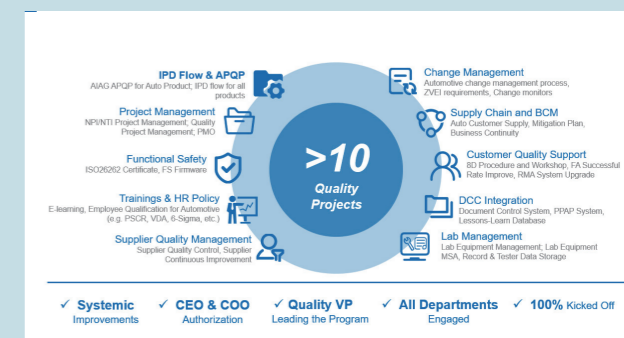 IPD Flow & APQP
AIAG APQP for Auto Product; IPD flow for all
products
Project Management
NPI/NTI Project Management; Quality
Project Management; PMO
Functional Safety
ISO26262 Certificate, FS Firmware
Trainings & HR Policy
E-learning, Employee Qualification for Automotive
(e.g. PSCR, VDA, 6-Sigma, etc.)
Supplier Quality Management
Supplier Quality Control, Supplier
Continuous Improvement
>10
Quality
Projects
Change Management
Automotive change management process,
ZVEI requirements, Change monitors
Supply Chain and BCM
Auto Customer Supply, Mitigation Plan,
Business Continuity
Customer Quality Support
8D Procedure and Workshop, FA Successful
Rate Improve, RMA System Upgrade
DCC Integration
Document Control System, PPAP System,
Lessons-Learn Database
Lab Management
Lab Equipment Management; Lab Equipment
MSA, Record & Tester Data Storage
✓ Systemic
Improvements
✓ CEO & COO
Authorization
✓ Quality VP
Leading the Program
✓ All Departments
Engaged
✓ 100% Kicked Off